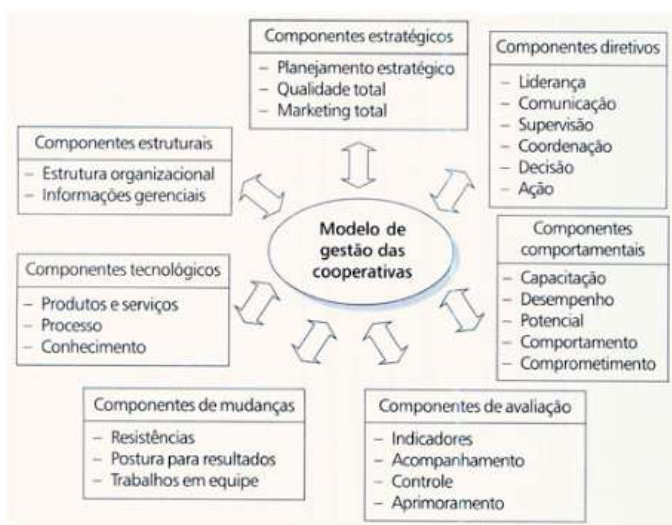 Componentes estratégicos
– Planejamento estratégico
– Qualidade total
– Marketing total
Componentes diretivos
– Liderança
– Comunicação
– Supervisão
– Coordenação
– Decisão
– Ação
Componentes estruturais
– Estrutura organizacional
– Informações gerenciais
Modelo de
gestão das
cooperativas
Componentes
comportamentais
– Capacitação
– Desempenho
– Potencial
– Comportamento
– Comprometimento
Componentes tecnológicos
– Produtos e serviços
– Processo
– Conhecimento
Componentes de mudanças
– Resistências
– Postura para resultados
– Trabalhos em equipe
Componentes de avaliação
– Indicadores
– Acompanhamento
– Controle
– Aprimoramento